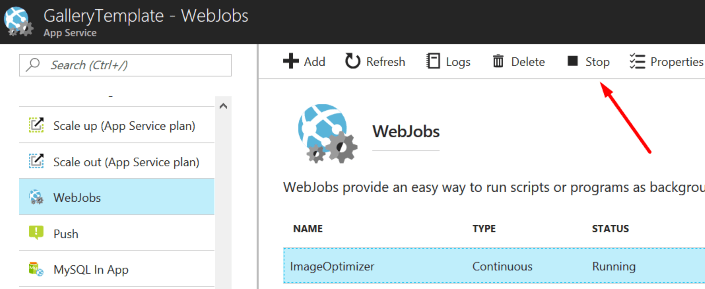 GalleryTemplate - WebJobs
App Service
Search (Ctrl+/)
Scale up (App Service plan)
Scale out (App Service plan)
WebJobs
Push
MySQL In App
Add Refresh Logs Delete Stop Properties
WebJobs
WebJobs provide an easy way to run scripts or programs as backgrou
NAME TYPE STATUS
ImageOptimizer Continuous Running